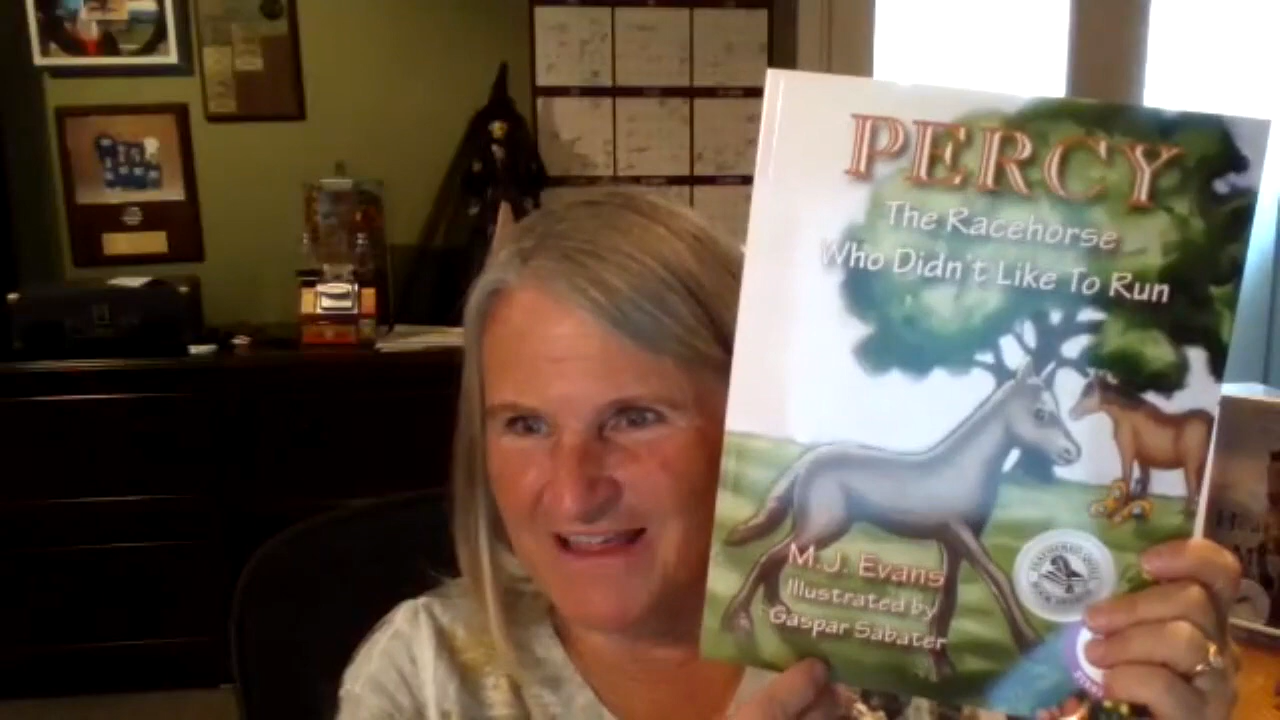 PERCY
The Racehorse
Who Didn't Like To Run
M.J. Evans
Illustrated by
Gaspar Sabater